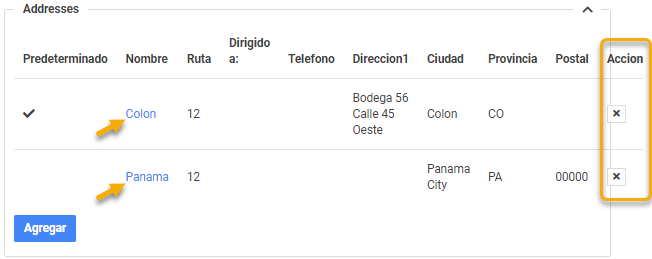 Addresses
Predeterminado Nombre Ruta Dirigido a: Telefono Direccion1 Ciudad Provincia Postal Accion
Colon 12 Bodega 56 Colon CO
Calle 45
Oeste
Panama 12 Panama PA 00000
City
Agregar